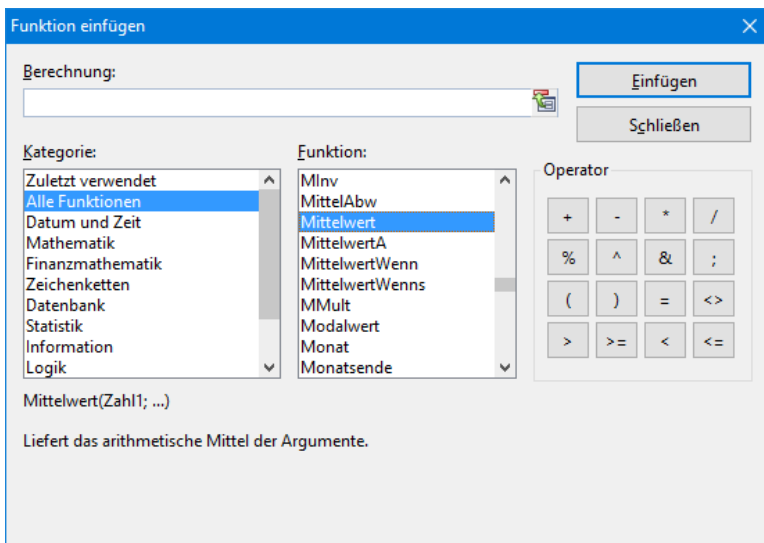 Funktion einfügen
Berechnung:
Einfügen
Schließen
Kategorie:
Zuletzt verwendet
Alle Funktionen
Datum und Zeit
Mathematik
Finanzmathematik
Zeichenketten
Datenbank
Statistik
Information
Logik
Funktion:
MInv
MittelAbw
Mittelwert
MittelwertA
MittelwertWenn
MittelwertWenns
MMult
Modalwert
Monat
Monatsende
Operator
+ - * /
% ^ & ;
( ) = <>
> >= < <=
Mittelwert(Zahl1; ...)
Liefert das arithmetische Mittel der Argumente.